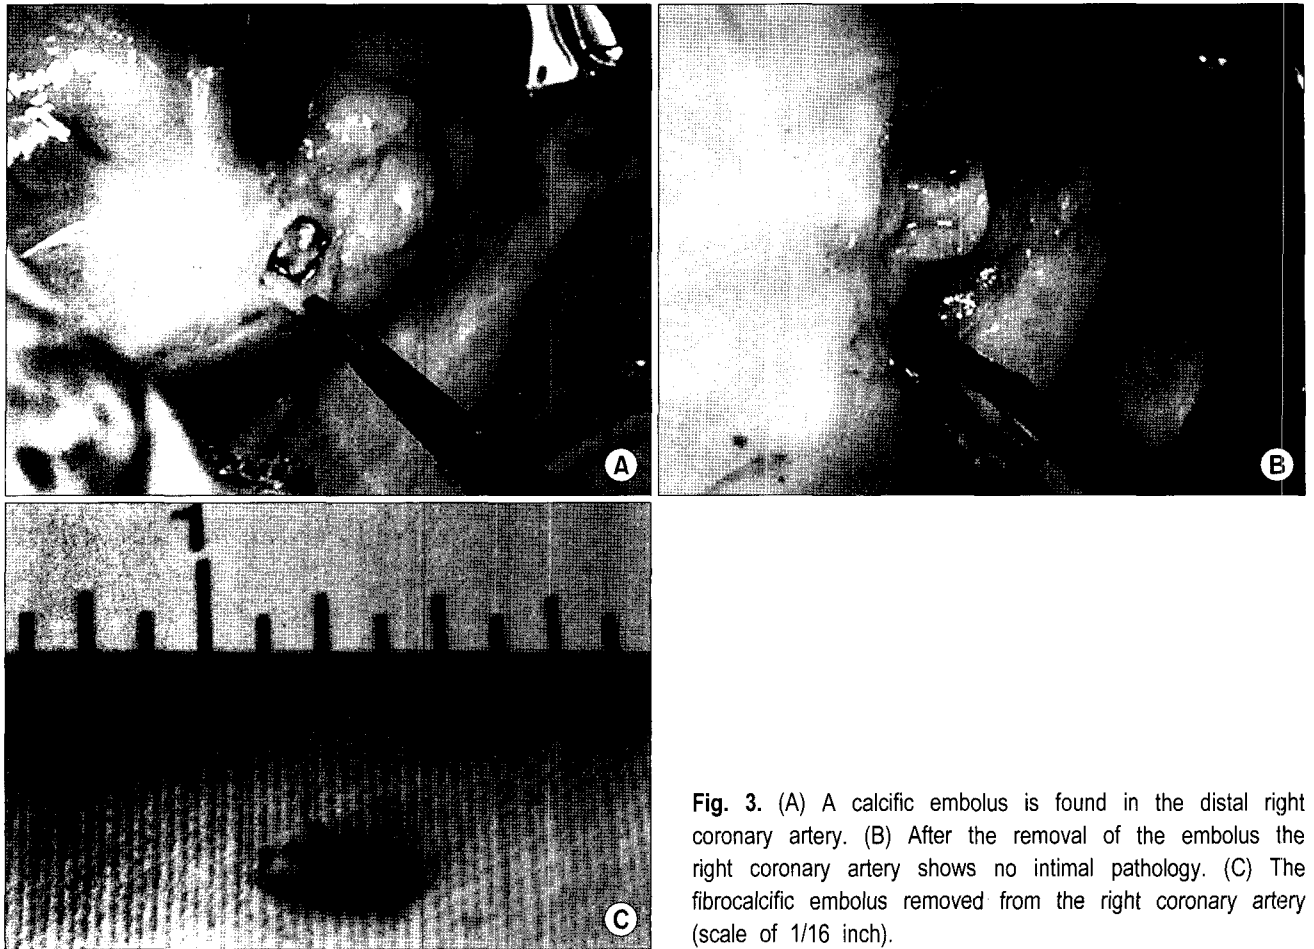 A
B
1
C
Fig. 3. (A) A calcific embolus is found in the distal right
coronary artery. (B) After the removal of the embolus the
right coronary artery shows no intimal pathology. (C) The
fibrocalcific embolus removed from the right coronary artery
(scale of 1/16 inch).